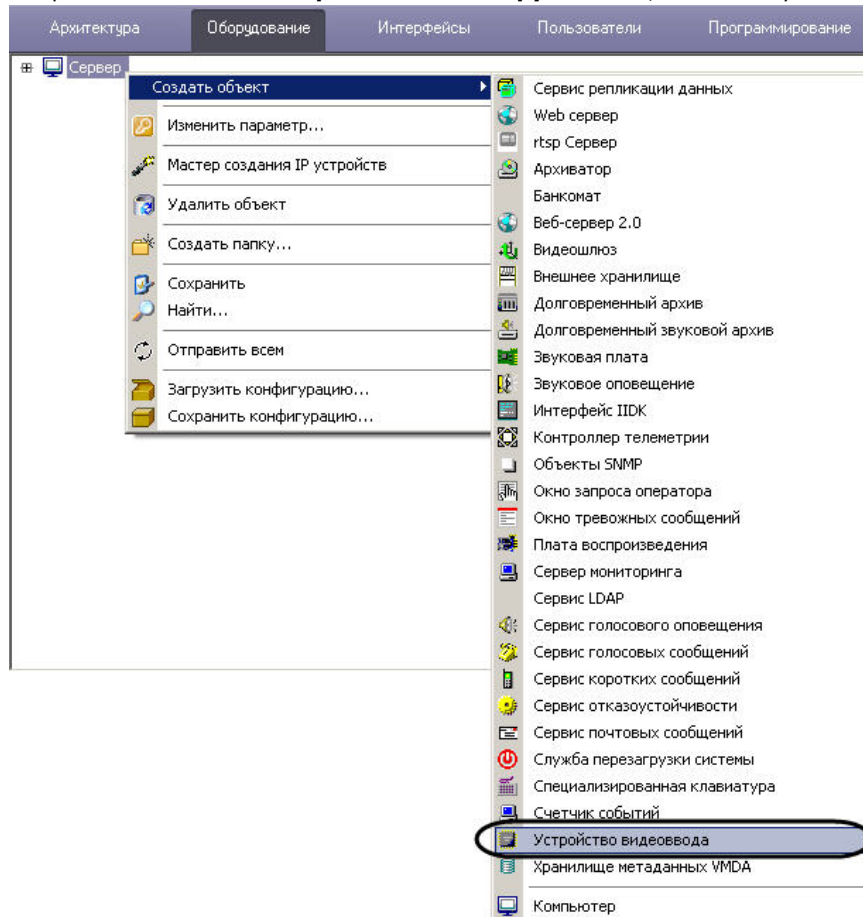 Архитектура Оборудование Интерфейсы Пользователи Программирование
Сервер
Создать объект
Изменить параметр...
Мастер создания IP устройств
Удалить объект
Создать папку...
Сохранить
Найти...
Отправить всем
Загрузить конфигурацию...
Сохранить конфигурацию...
Сервис репликации данных
Web сервер
rtsp Сервер
Архиватор
Банкомат
Веб-сервер 2.0
Видеошлюз
Внешнее хранилище
Долговременный архив
Долговременный звуковой архив
Звуковая плата
Звуковое оповещение
Интерфейс IIDK
Контроллер телеметрии
Объекты SNMP
Окно запроса оператора
Окно тревожных сообщений
Плата воспроизведения
Сервер мониторинга
Сервис LDAP
Сервис голосового оповещения
Сервис голосовых сообщений
Сервис коротких сообщений
Сервис отказоустойчивости
Сервис почтовых сообщений
Служба перезагрузки системы
Специализированная клавиатура
Счетчик событий
Устройство видеоввода
Хранилище метаданных VMDA
Компьютер